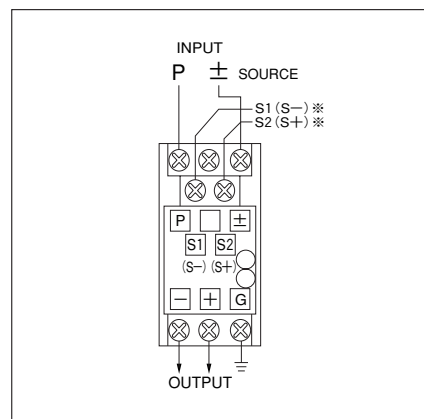 INPUT
P ± SOURCE
S1 (S−) ※
S2 (S+) ※
P ±
S1 S2
(S−) (S+)
− + G
OUTPUT